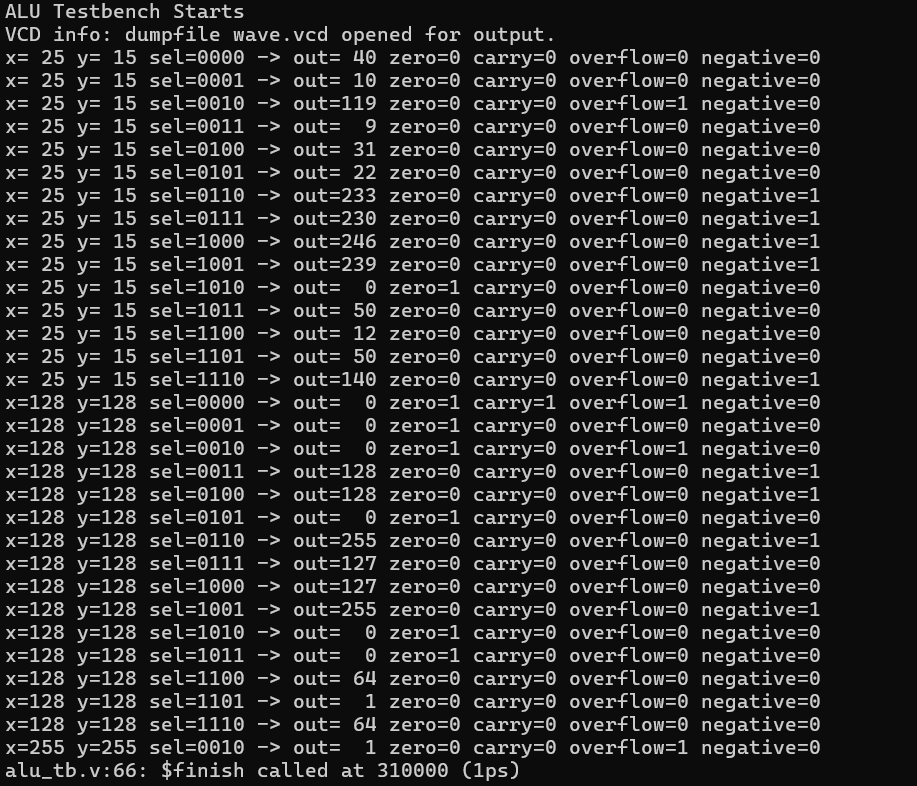 ALU Testbench Starts
VCD info: dumpfile wave.vcd opened for output.
x= 25 y= 15 sel=0000 -> out= 40 zero=0 carry=0 overflow=0 negative=0
x= 25 y= 15 sel=0001 -> out= 10 zero=0 carry=0 overflow=0 negative=0
x= 25 y= 15 sel=0010 -> out=119 zero=0 carry=0 overflow=1 negative=0
x= 25 y= 15 sel=0011 -> out=  9 zero=0 carry=0 overflow=0 negative=0
x= 25 y= 15 sel=0100 -> out= 31 zero=0 carry=0 overflow=0 negative=0
x= 25 y= 15 sel=0101 -> out= 22 zero=0 carry=0 overflow=0 negative=0
x= 25 y= 15 sel=0110 -> out=233 zero=0 carry=0 overflow=0 negative=1
x= 25 y= 15 sel=0111 -> out=230 zero=0 carry=0 overflow=0 negative=1
x= 25 y= 15 sel=1000 -> out=246 zero=0 carry=0 overflow=0 negative=1
x= 25 y= 15 sel=1001 -> out=239 zero=0 carry=0 overflow=0 negative=1
x= 25 y= 15 sel=1010 -> out=  0 zero=1 carry=0 overflow=0 negative=0
x= 25 y= 15 sel=1011 -> out= 50 zero=0 carry=0 overflow=0 negative=0
x= 25 y= 15 sel=1100 -> out= 12 zero=0 carry=0 overflow=0 negative=0
x= 25 y= 15 sel=1101 -> out= 50 zero=0 carry=0 overflow=0 negative=0
x= 25 y= 15 sel=1110 -> out=140 zero=0 carry=0 overflow=0 negative=1
x=128 y=128 sel=0000 -> out=  0 zero=1 carry=1 overflow=1 negative=0
x=128 y=128 sel=0001 -> out=  0 zero=1 carry=0 overflow=0 negative=0
x=128 y=128 sel=0010 -> out=  0 zero=1 carry=0 overflow=1 negative=0
x=128 y=128 sel=0011 -> out=128 zero=0 carry=0 overflow=0 negative=1
x=128 y=128 sel=0100 -> out=128 zero=0 carry=0 overflow=0 negative=1
x=128 y=128 sel=0101 -> out=  0 zero=1 carry=0 overflow=0 negative=0
x=128 y=128 sel=0110 -> out=255 zero=0 carry=0 overflow=0 negative=1
x=128 y=128 sel=0111 -> out=127 zero=0 carry=0 overflow=0 negative=0
x=128 y=128 sel=1000 -> out=127 zero=0 carry=0 overflow=0 negative=0
x=128 y=128 sel=1001 -> out=255 zero=0 carry=0 overflow=0 negative=1
x=128 y=128 sel=1010 -> out=  0 zero=1 carry=0 overflow=0 negative=0
x=128 y=128 sel=1011 -> out=  0 zero=1 carry=0 overflow=0 negative=0
x=128 y=128 sel=1100 -> out= 64 zero=0 carry=0 overflow=0 negative=0
x=128 y=128 sel=1101 -> out=  1 zero=0 carry=0 overflow=0 negative=0
x=128 y=128 sel=1110 -> out= 64 zero=0 carry=0 overflow=0 negative=0
x=255 y=255 sel=0010 -> out=  1 zero=0 carry=0 overflow=1 negative=0
alu_tb.v:66: $finish called at 310000 (1ps)